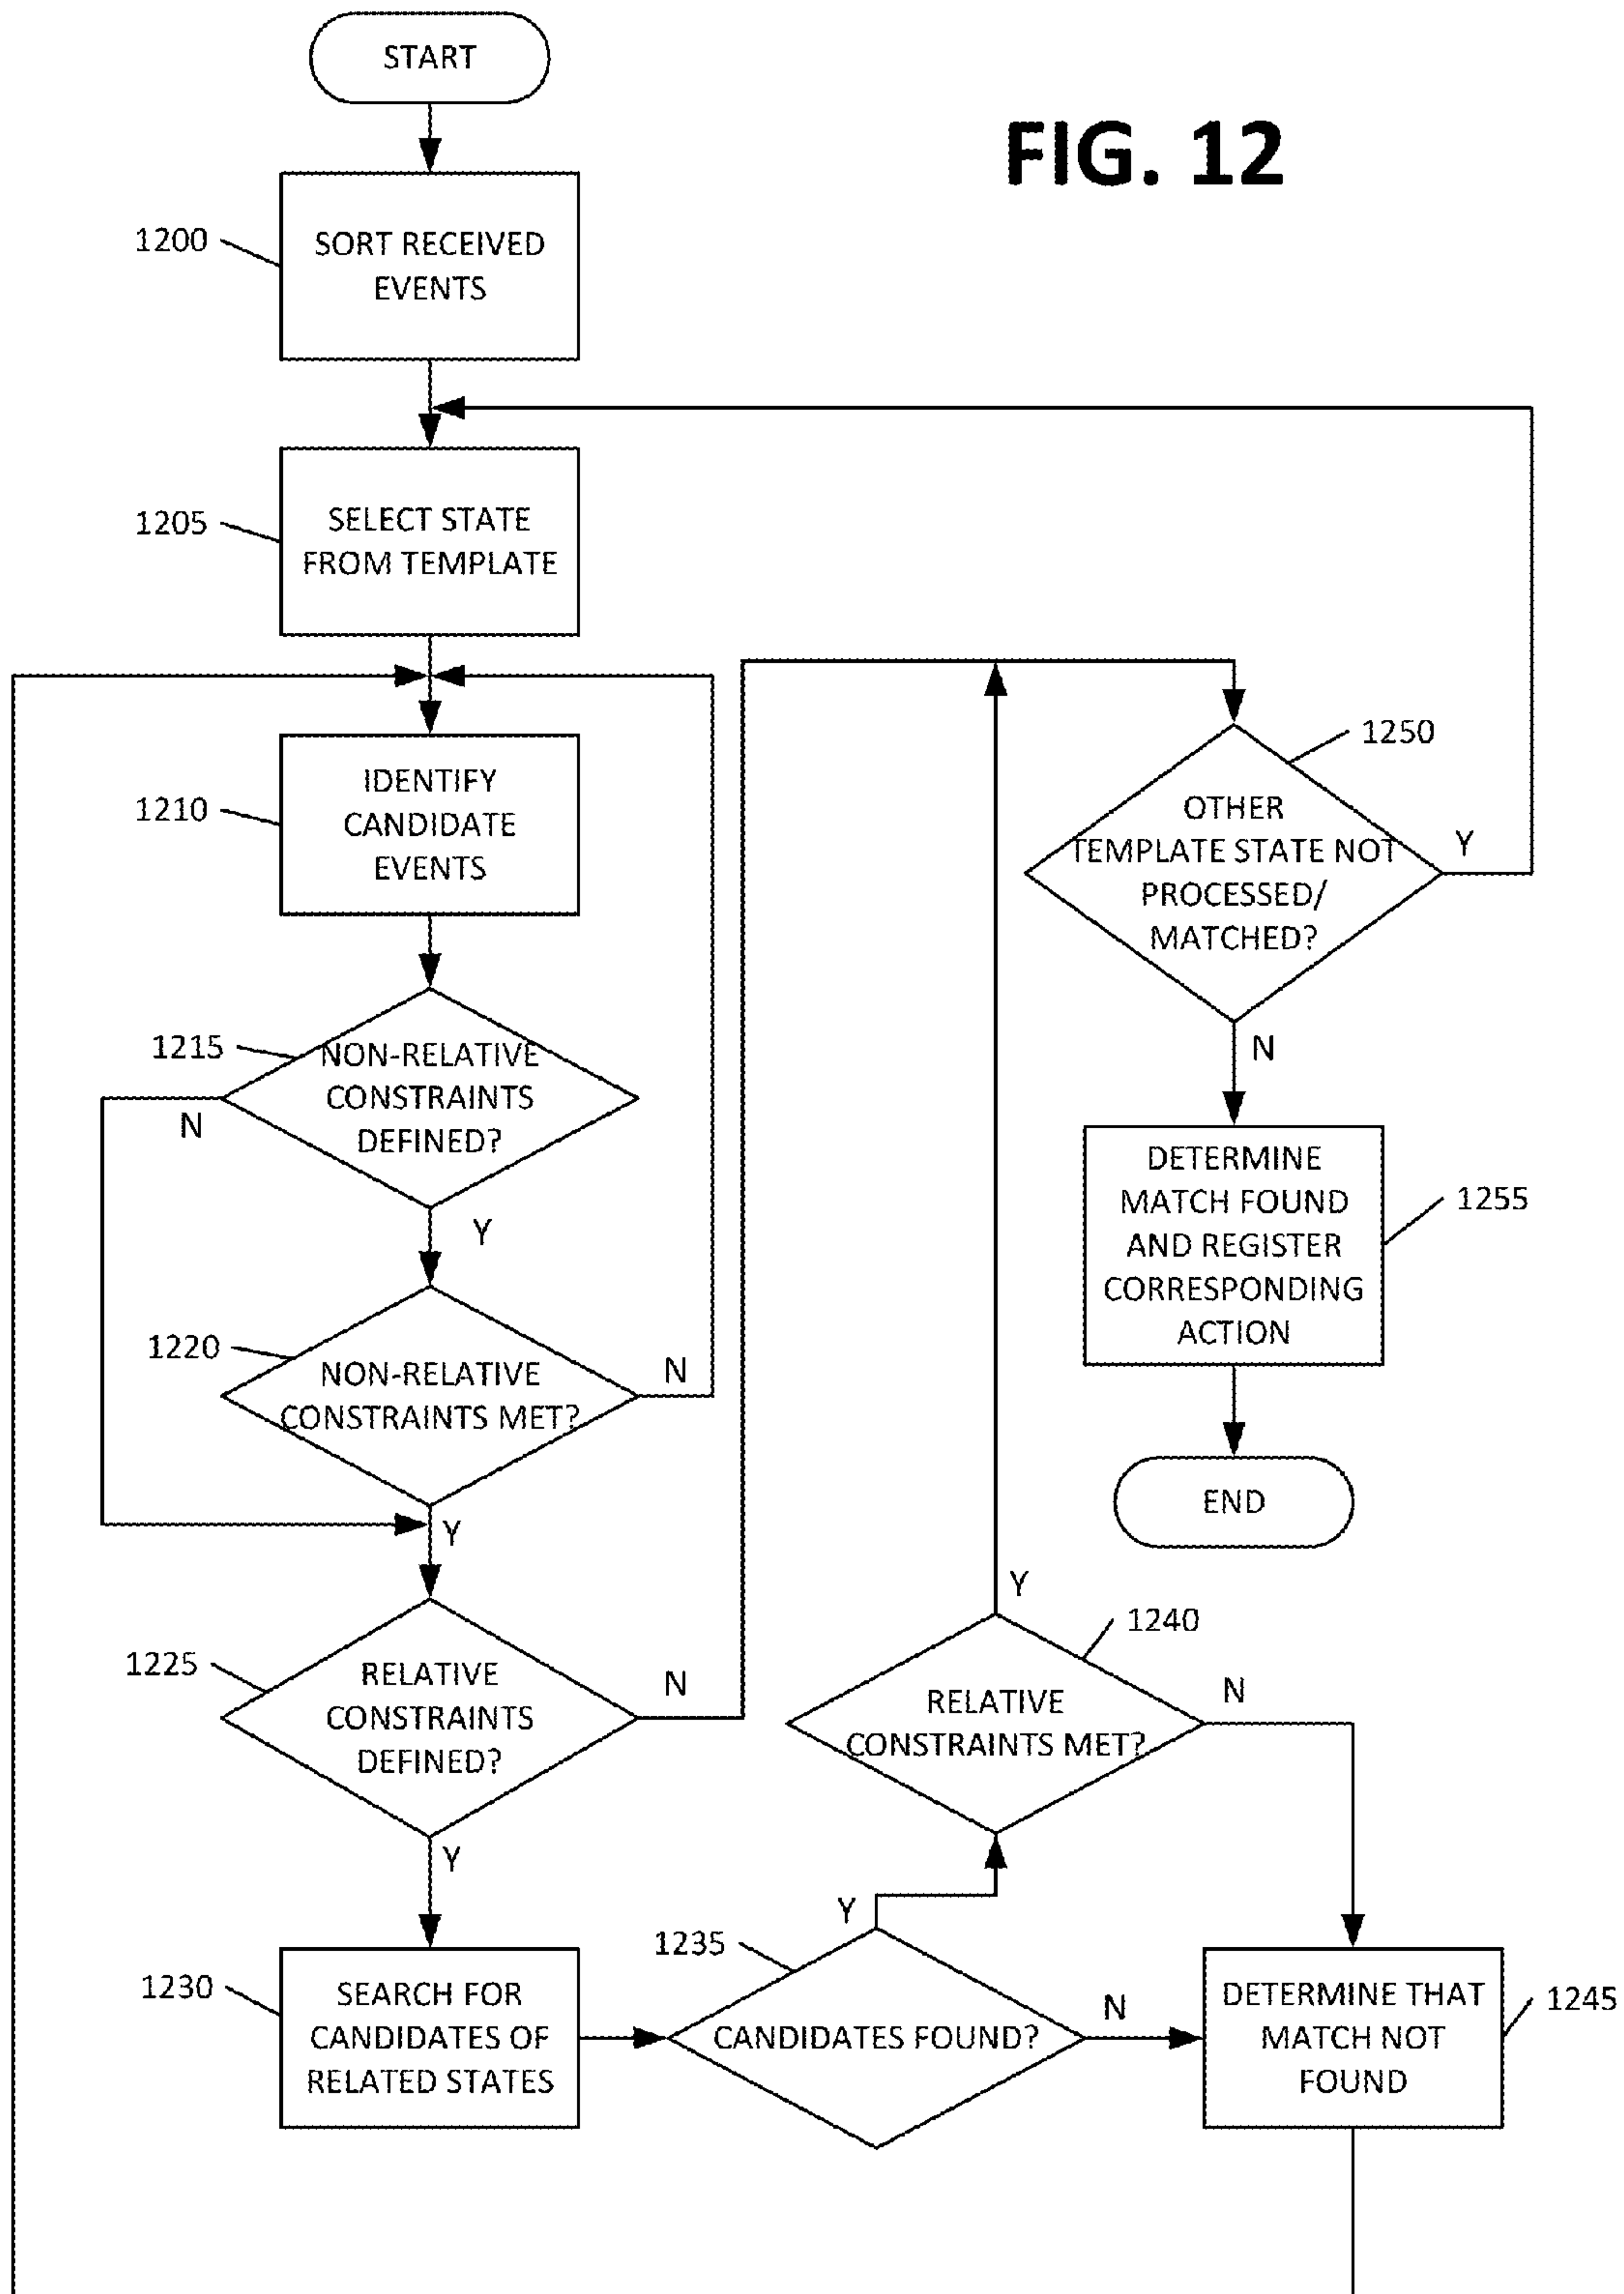 START
FIG. 12
1200
SORT RECEIVED
EVENTS
1205
SELECT STATE
FROM TEMPLATE
1210
IDENTIFY
CANDIDATE
EVENTS
1215
NON-RELATIVE
CONSTRAINTS
DEFINED?
N
Y
1220
NON-RELATIVE
CONSTRAINTS MET?
N
Y
1225
RELATIVE
CONSTRAINTS
DEFINED?
N
Y
1230
SEARCH FOR
CANDIDATES OF
RELATED STATES
1235
CANDIDATES FOUND?
Y
N
1240
RELATIVE
CONSTRAINTS MET?
Y
N
1245
DETERMINE THAT
MATCH NOT
FOUND
1250
OTHER
TEMPLATE STATE NOT
PROCESSED/
MATCHED?
Y
N
1255
DETERMINE
MATCH FOUND
AND REGISTER
CORRESPONDING
ACTION
END